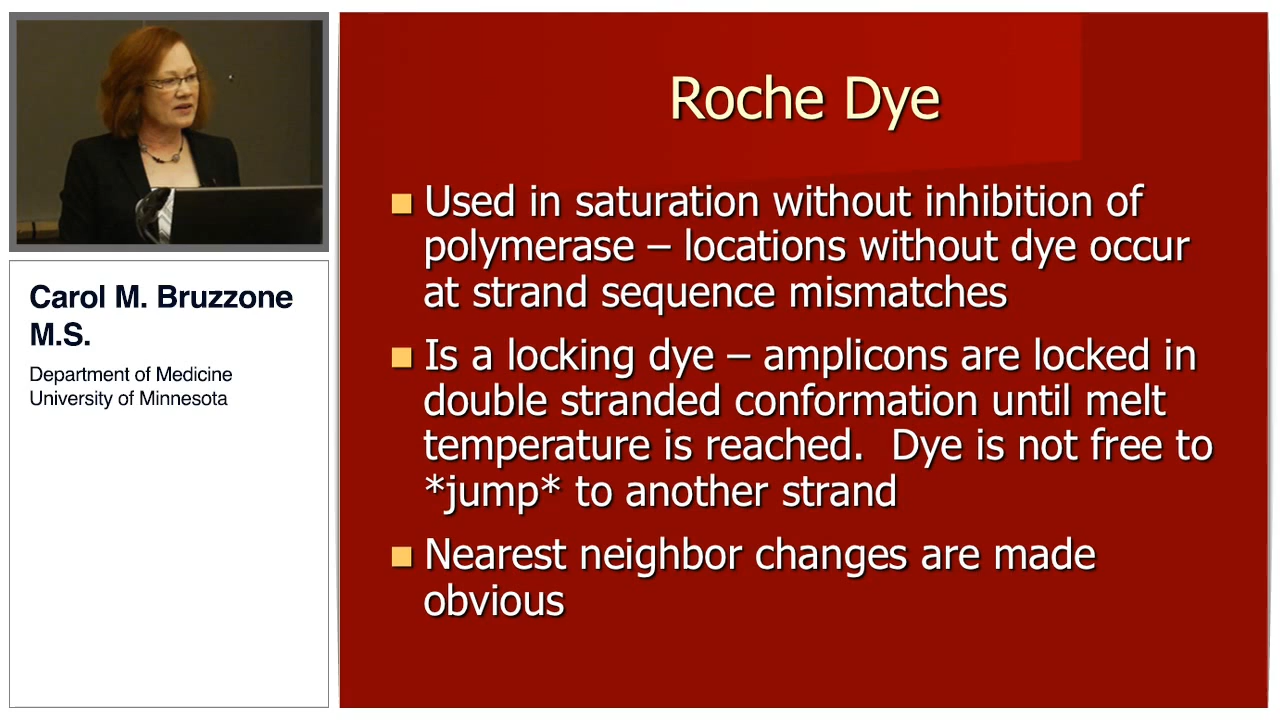 Carol M. Bruzzone
M.S.
Department of Medicine
University of Minnesota
Roche Dye
Used in saturation without inhibition of
polymerase – locations without dye occur
at strand sequence mismatches
Is a locking dye – amplicons are locked in
double stranded conformation until melt
temperature is reached.  Dye is not free to
*jump* to another strand
Nearest neighbor changes are made
obvious